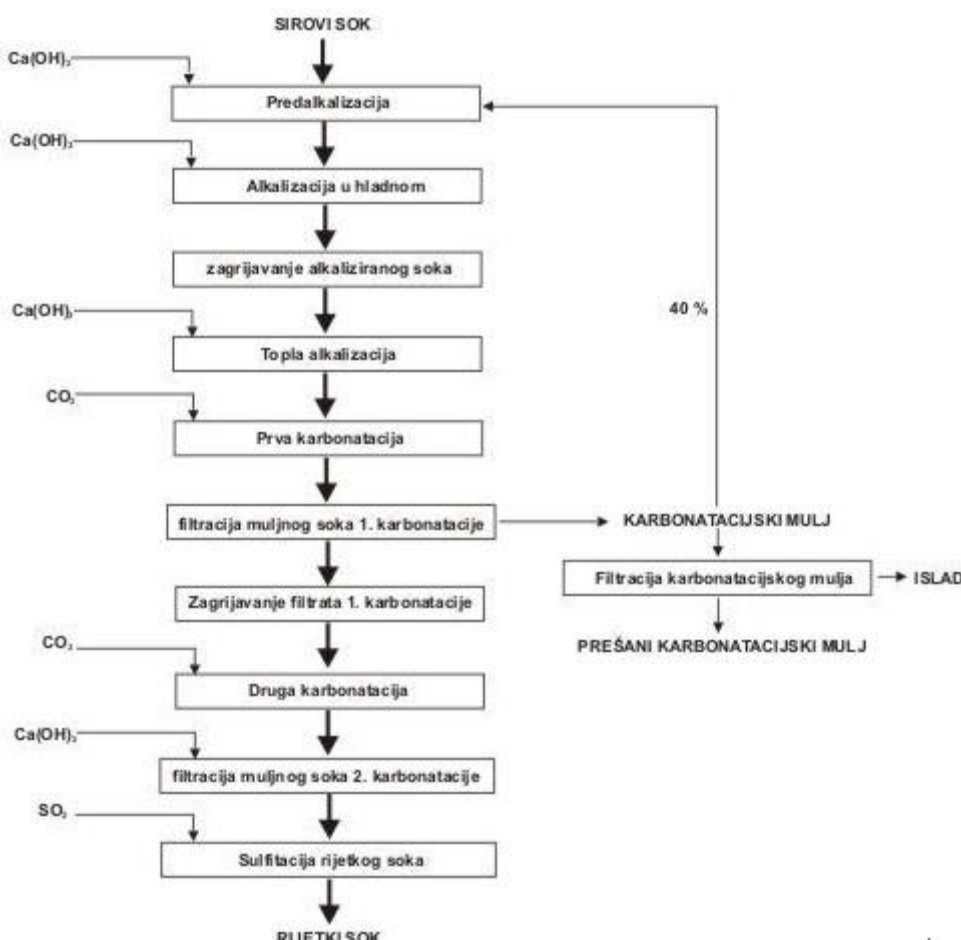 SIROVI SOK
Ca(OH)₂
Predalkalizacija
Ca(OH)₂
Alkalizacija u hladnom
zagrijavanje alkaliziranog soka
40 %
Ca(OH)₂
Topla alkalizacija
CO₂
Prva karbonatacija
filtracija muljnog soka 1. karbonatacije
KARBONATACIJSKI MULJ
Filtracija karbonatacijskog mulja
ISLAD
Zagrijavanje filtrata 1. karbonatacije
PREŠANI KARBONATACIJSKI MULJ
CO₂
Druga karbonatacija
Ca(OH)₂
filtracija muljnog soka 2. karbonatacije
SO₂
Sulfitacija rijetkog soka
RIJETKI SOK